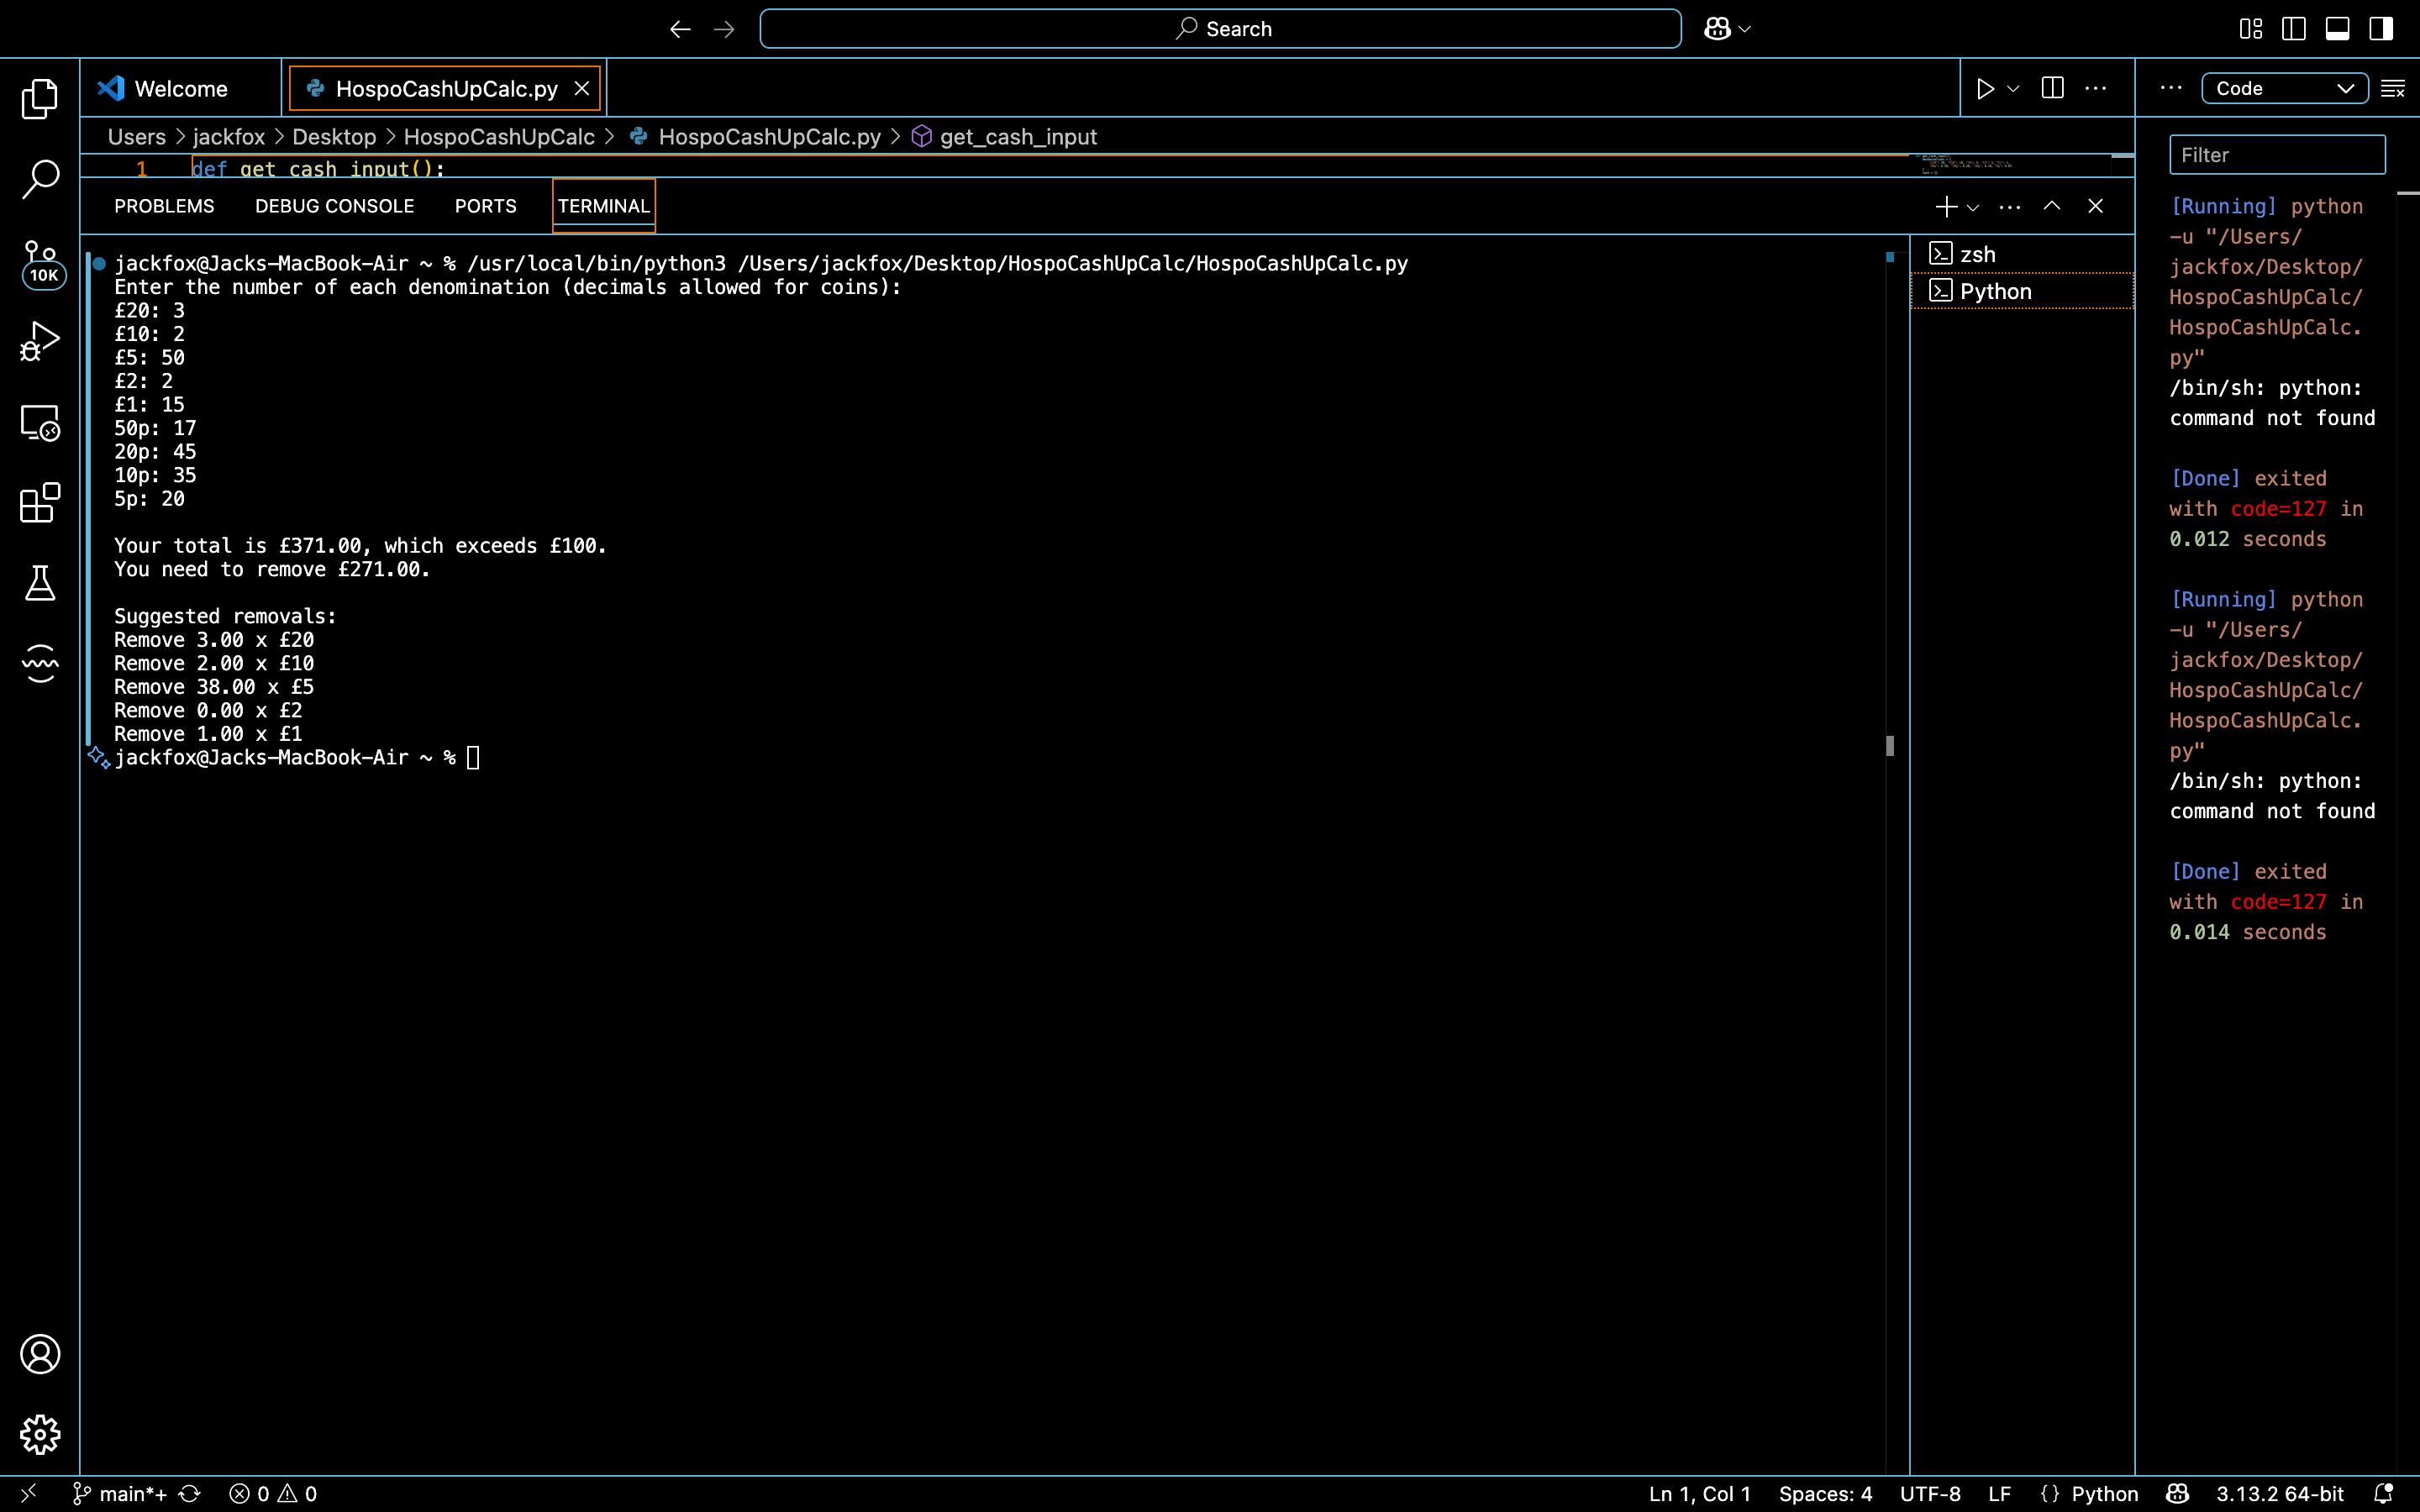 Search
Welcome
HospoCashUpCalc.py
Code
Users > jackfox > Desktop > HospoCashUpCalc > HospoCashUpCalc.py > get_cash_input
1 def get_cash_input():
PROBLEMS DEBUG CONSOLE PORTS TERMINAL
10K
jackfox@Jacks-MacBook-Air ~ % /usr/local/bin/python3 /Users/jackfox/Desktop/HospoCashUpCalc/HospoCashUpCalc.py
Enter the number of each denomination (decimals allowed for coins):
£20: 3
£10: 2
£5: 50
£2: 2
£1: 15
50p: 17
20p: 45
10p: 35
5p: 20
Your total is £371.00, which exceeds £100.
You need to remove £271.00.
Suggested removals:
Remove 3.00 x £20
Remove 2.00 x £10
Remove 38.00 x £5
Remove 0.00 x £2
Remove 1.00 x £1
jackfox@Jacks-MacBook-Air ~ %
zsh
Python
Filter
[Running] python
-u "/Users/
jackfox/Desktop/
HospoCashUpCalc/
HospoCashUpCalc.
py"
/bin/sh: python:
command not found
[Done] exited
with code=127 in
0.012 seconds
[Running] python
-u "/Users/
jackfox/Desktop/
HospoCashUpCalc/
HospoCashUpCalc.
py"
/bin/sh: python:
command not found
[Done] exited
with code=127 in
0.014 seconds
main*+ 0 0
Ln 1, Col 1 Spaces: 4 UTF-8 LF {} Python 3.13.2 64-bit